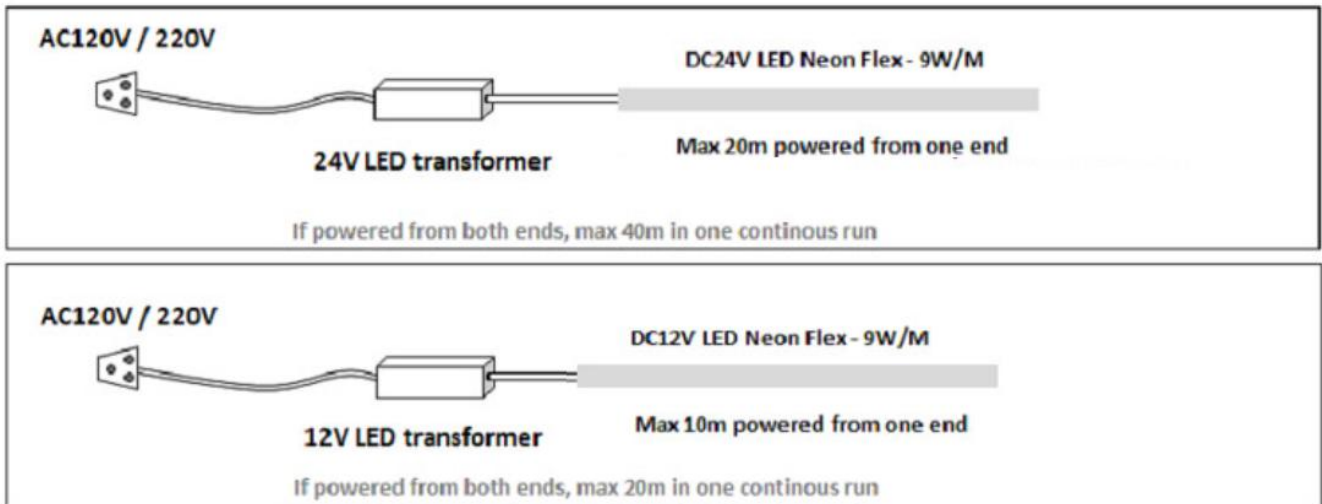 AC120V / 220V
DC24V LED Neon Flex - 9W/M
24V LED transformer
Max 20m powered from one end
If powered from both ends, max 40m in one continous run
AC120V / 220V
DC12V LED Neon Flex - 9W/M
12V LED transformer
Max 10m powered from one end
If powered from both ends, max 20m in one continous run